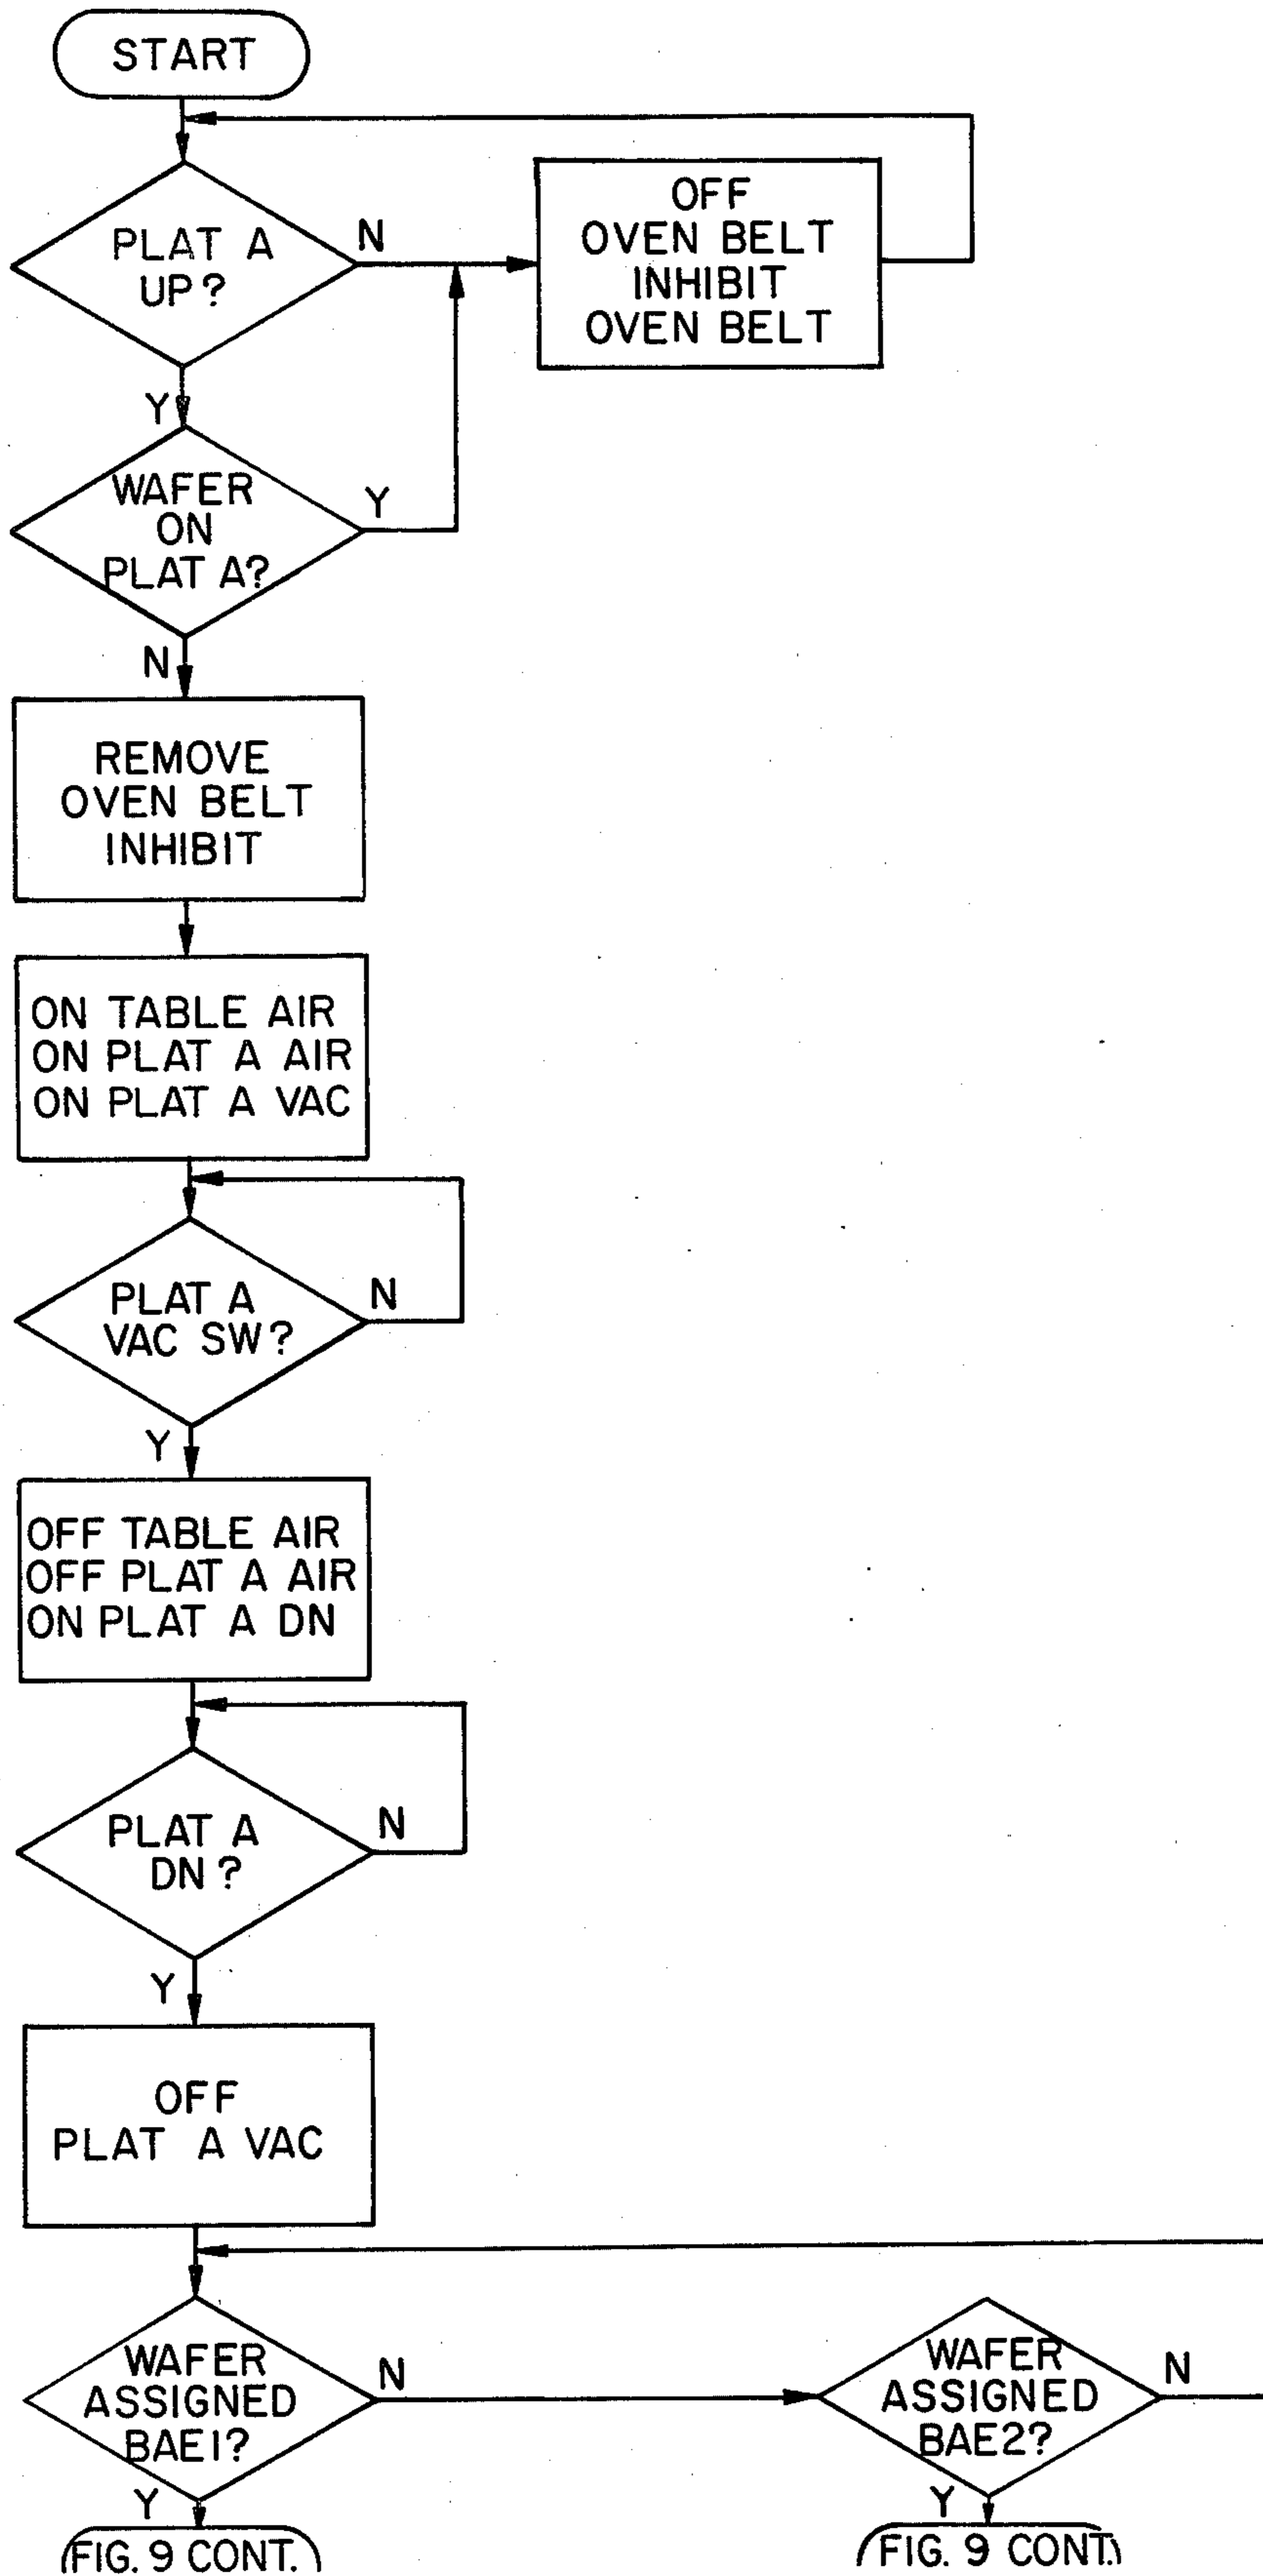 START
PLAT A
UP?
N
OFF
OVEN BELT
INHIBIT
OVEN BELT
Y
WAFER
ON
PLAT A?
Y
N
REMOVE
OVEN BELT
INHIBIT
ON TABLE AIR
ON PLAT A AIR
ON PLAT A VAC
PLAT A
VAC SW?
N
Y
OFF TABLE AIR
OFF PLAT A AIR
ON PLAT A DN
PLAT A
DN?
N
Y
OFF
PLAT A VAC
WAFER
ASSIGNED
BAE1?
N
WAFER
ASSIGNED
BAE2?
N
Y
Y
FIG. 9 CONT.
FIG. 9 CONT.